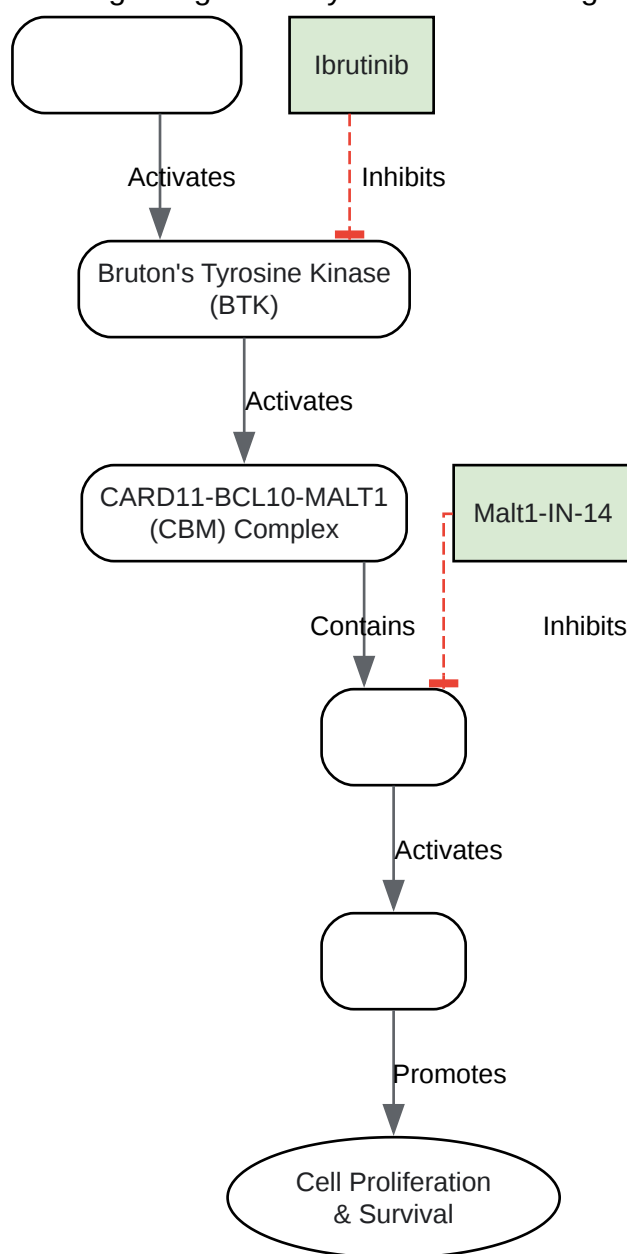 Ibrutinib
Activates
Inhibits
Bruton's Tyrosine Kinase
(BTK)
Activates
CARD11-BCL10-MALT1
(CBM) Complex
Malt1-IN-14
Contains
Inhibits
Activates
Promotes
Cell Proliferation
& Survival